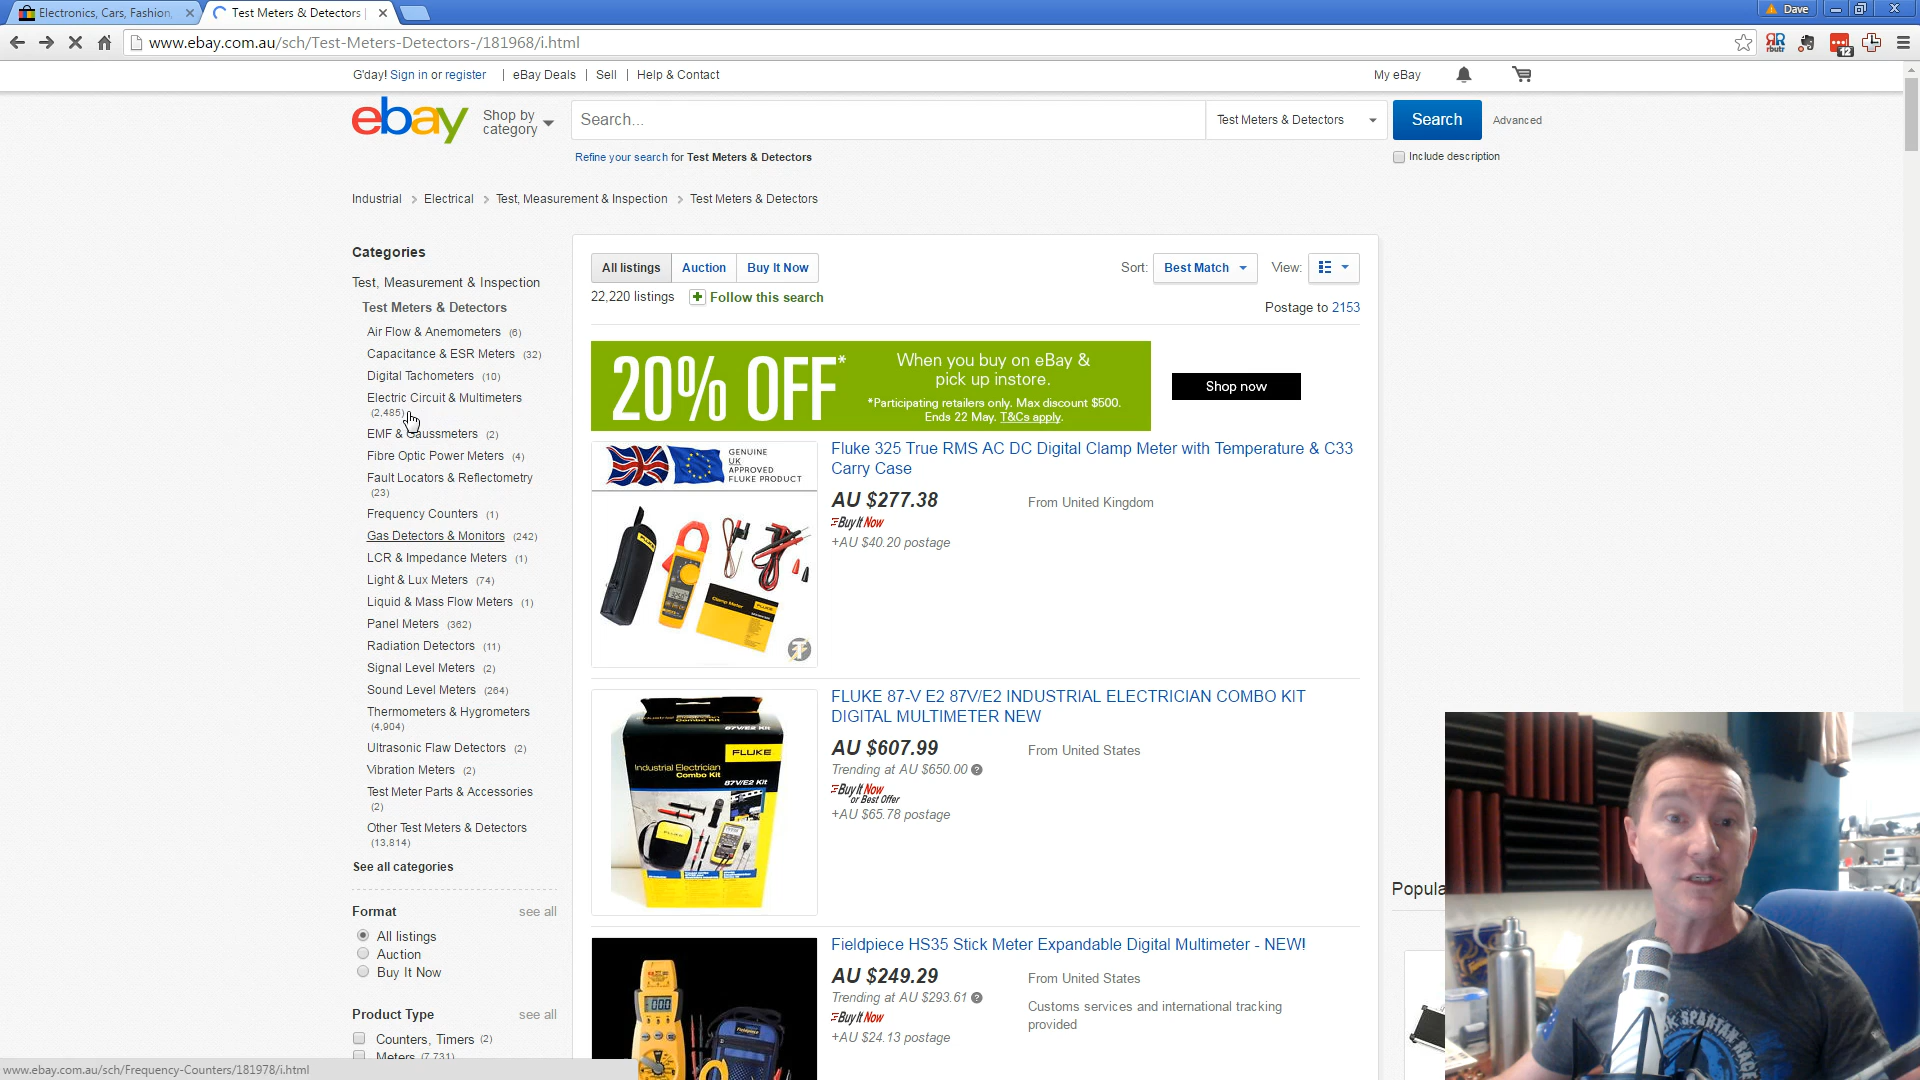 Electronics, Cars, Fashion,
Test Meters & Detectors |
Dave
www.ebay.com.au/sch/Test-Meters-Detectors-/181968/i.html
rbutr
12
G'day! Sign in or register
eBay Deals
Sell
Help & Contact
My eBay
ebay
Shop by category
Search...
Test Meters & Detectors
Search
Advanced
Refine your search for Test Meters & Detectors
Include description
Industrial
Electrical
Test, Measurement & Inspection
Test Meters & Detectors
Categories
Test, Measurement & Inspection
Test Meters & Detectors
Air Flow & Anemometers (6)
Capacitance & ESR Meters (32)
Digital Tachometers (10)
Electric Circuit & Multimeters
(2,485)
EMF & Gaussmeters (2)
Fibre Optic Power Meters (4)
Fault Locators & Reflectometry
(23)
Frequency Counters (1)
Gas Detectors & Monitors (242)
LCR & Impedance Meters (1)
Light & Lux Meters (74)
Liquid & Mass Flow Meters (1)
Panel Meters (362)
Radiation Detectors (11)
Signal Level Meters (2)
Sound Level Meters (264)
Thermometers & Hygrometers
(4,904)
Ultrasonic Flaw Detectors (2)
Vibration Meters (2)
Test Meter Parts & Accessories
(2)
Other Test Meters & Detectors
(13,814)
See all categories
Format see all
All listings
Auction
Buy It Now
Product Type see all
Counters, Timers (2)
Meters (7,731)
All listings
Auction
Buy It Now
Sort: Best Match
View:
22,220 listings
Follow this search
Postage to 2153
20% OFF*
When you buy on eBay &
pick up instore.
*Participating retailers only. Max discount $500.
Ends 22 May. T&Cs apply.
Shop now
GENUINE
UK
APPROVED
FLUKE PRODUCT
Fluke 325 True RMS AC DC Digital Clamp Meter with Temperature & C33
Carry Case
AU $277.38
From United Kingdom
Buy It Now
+AU $40.20 postage
Industrial Electrician
Combo Kit
FLUKE
Industrial Electrician
Combo Kit
87V/E2 Kit
FLUKE 87-V E2 87V/E2 INDUSTRIAL ELECTRICIAN COMBO KIT
DIGITAL MULTIMETER NEW
AU $607.99
From United States
Trending at AU $650.00
Buy It Now
or Best Offer
+AU $65.78 postage
Fieldpiece HS35 Stick Meter Expandable Digital Multimeter - NEW!
AU $249.29
From United States
Trending at AU $293.61
Customs services and international tracking
provided
Buy It Now
+AU $24.13 postage
Popula
SPARTAN
www.ebay.com.au/sch/Frequency-Counters/181978/i.html